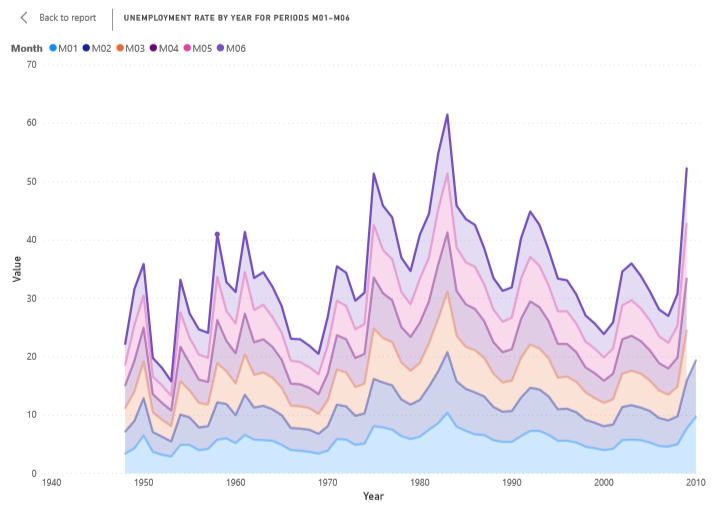 Back to report
UNEMPLOYMENT RATE BY YEAR FOR PERIODS M01-M06
Month M01 M02 M03 M04 M05 M06
70
60
50
40
30
20
10
0
Value
1940 1950 1960 1970 1980 1990 2000 2010
Year